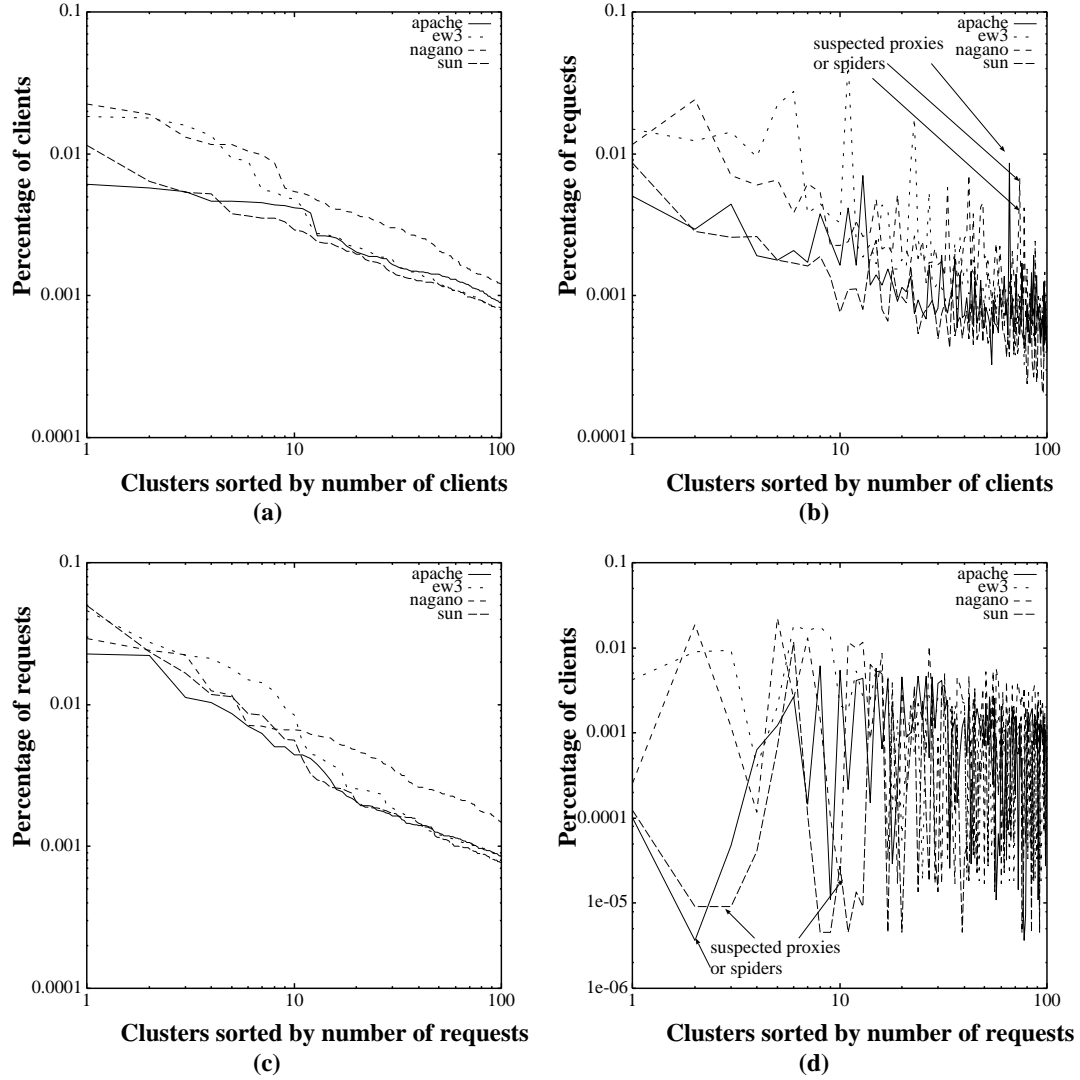 0.1
apache
ew3
nagano
sun
0.01
0.001
0.0001
1
10
100
Percentage of clients
Clusters sorted by number of clients
(a)
0.1
apache
ew3
nagano
sun
suspected proxies
or spiders
0.01
0.001
0.0001
1
10
100
Percentage of requests
Clusters sorted by number of clients
(b)
0.1
apache
ew3
nagano
sun
0.01
0.001
0.0001
1
10
100
Percentage of requests
Clusters sorted by number of requests
(c)
0.1
apache
ew3
nagano
sun
0.01
0.001
0.0001
1e-05
1e-06
suspected proxies
or spiders
1
10
100
Percentage of clients
Clusters sorted by number of requests
(d)